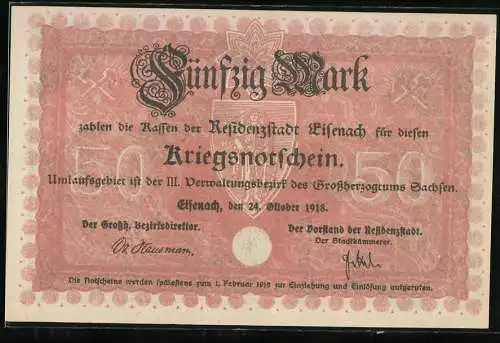 Fünfzig Mark
zahlen die Kassen der Residenzstadt Eisenach für diesen
Kriegsnotschein.
50 50
Umlaufsgebiet ist der III. Verwaltungsbezirk des Großherzogtums Sachsen.
Eisenach, den 24. Oktober 1918.
Der Großh. Bezirksdirektor.
Der Vorstand der Residenzstadt.
Der Stadtkämmerer.
Die Notscheine werden spätestens zum 1. Februar 1919 zur Einziehung und Einlösung aufgerufen.